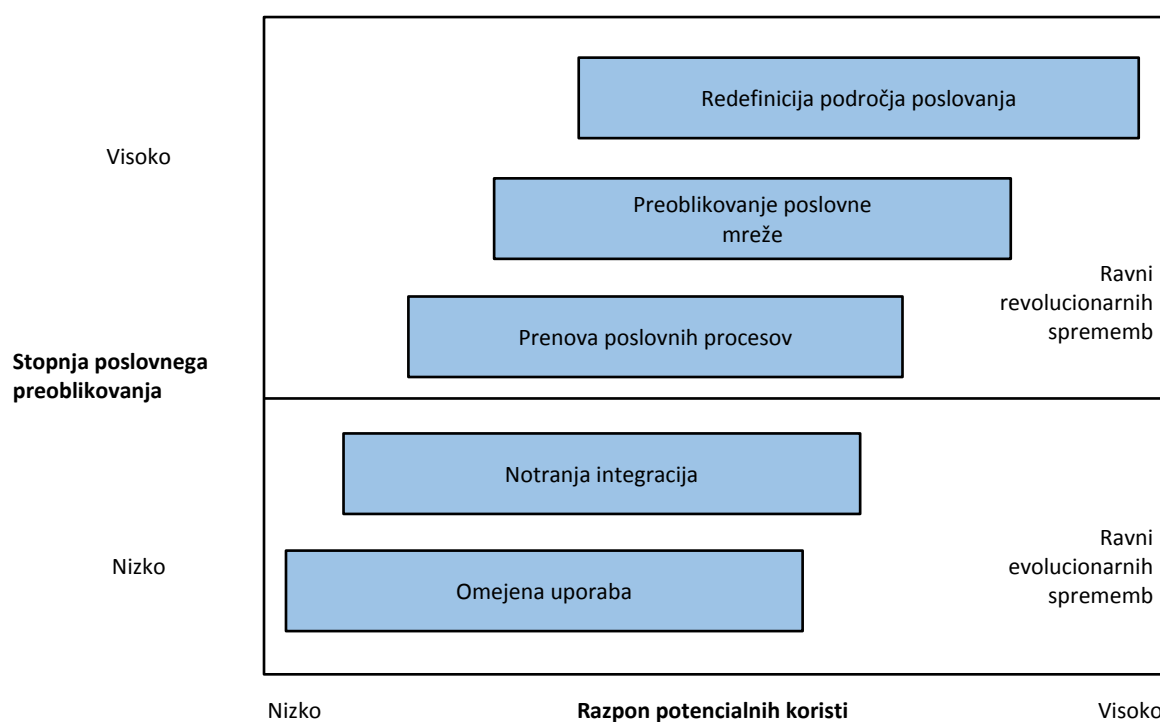 Redefinicija področja poslovanja
Visoko
Preoblikovanje poslovne
mreže
Ravni
revolucionarnih
sprememb
Prenova poslovnih procesov
Stopnja poslovnega
preoblikovanja
Notranja integracija
Ravni
evolucionarnih
sprememb
Nizko
Omejena uporaba
Nizko
Razpon potencialnih koristi
Visoko